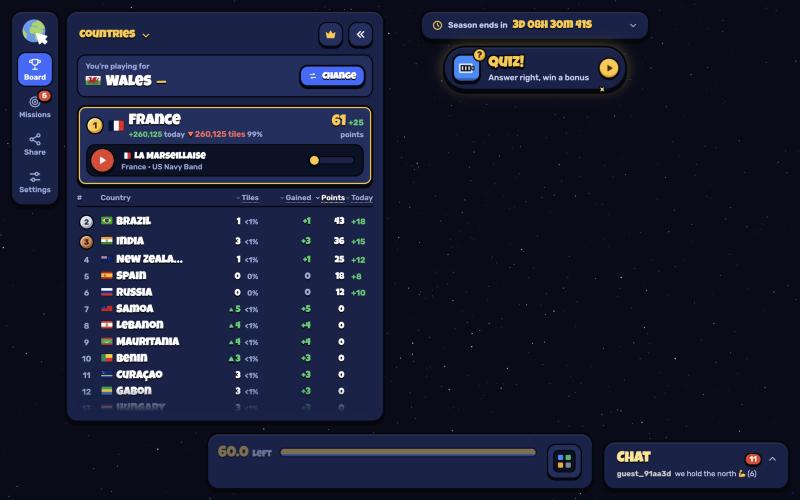 Board
5
Missions
Share
Settings
COUNTRIES
You're playing for
WALES –
CHANGE
1 FRANCE 61 +25
+260,125 today ▼260,125 tiles 99% points
LA MARSEILLAISE
France • US Navy Band
# Country Tiles Gained Points Today
2 BRAZIL 1 <1% +1 43 +18
3 INDIA 3 <1% +3 36 +15
4 NEW ZEALA... 1 <1% +1 25 +12
5 SPAIN 0 0% 0 18 +8
6 RUSSIA 0 0% 0 12 +10
7 SAMOA ▲5 <1% +5 0
8 LEBANON ▲4 <1% +4 0
9 MAURITANIA ▲4 <1% +4 0
10 BENIN ▲3 <1% +3 0
11 CURAÇAO 3 <1% +3 0
12 GABON 3 <1% +3 0
13 HUNGARY <1% 0
Season ends in 3D 08H 30M 41S
?
QUIZ!
Answer right, win a bonus
60.0 LEFT
CHAT 11
guest_91aa3d we hold the north 💪 (6)